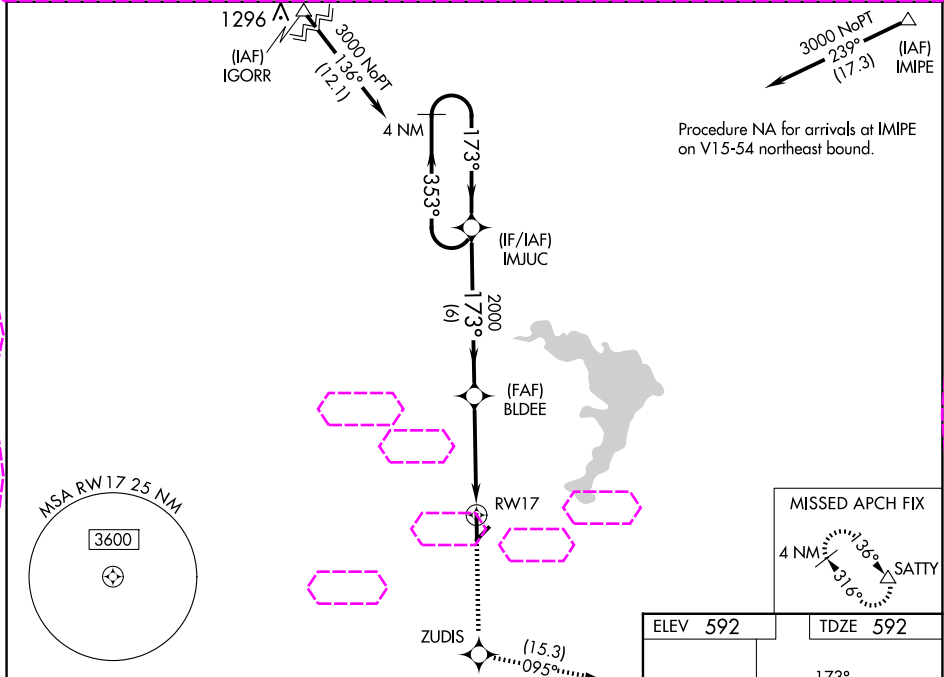 1296
(IAF)
IGORR
3000 NoPT
136°
(12.1)
3000 NoPT
239°
(17.3)
(IAF)
IMIPE
Procedure NA for arrivals at IMIPE
on V15-54 northeast bound.
4 NM
173°
353°
(IF/IAF)
IMJUC
2000
173°
(6)
(FAF)
BLDEE
MSA RW17 25 NM
3600
RW17
MISSED APCH FIX
4 NM
136°
316°
SATTY
ZUDIS
(15.3)
095°
ELEV 592
TDZE 592
173°